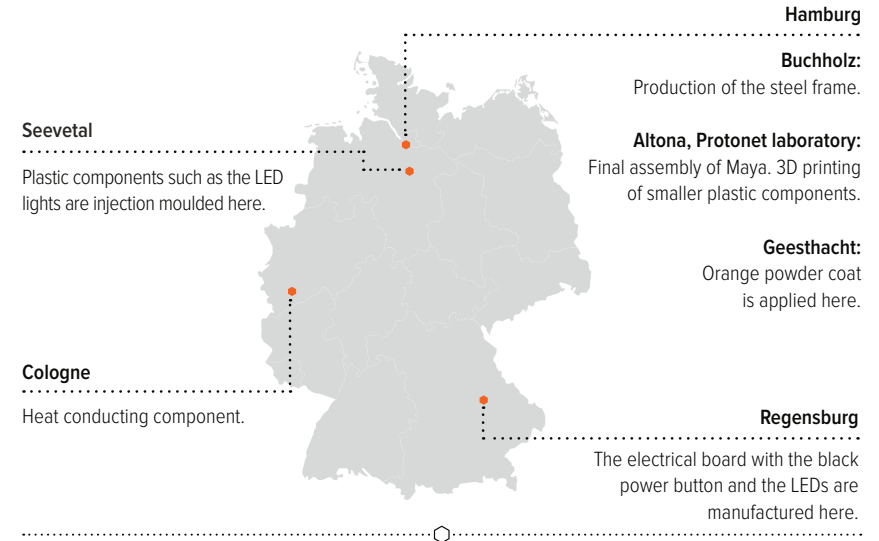 Hamburg
Buchholz:
Production of the steel frame.
Altona, Protonet laboratory:
Final assembly of Maya. 3D printing
of smaller plastic components.
Geesthacht:
Orange powder coat
is applied here.
Seevetal
Plastic components such as the LED
lights are injection moulded here.
Cologne
Heat conducting component.
Regensburg
The electrical board with the black
power button and the LEDs are
manufactured here.